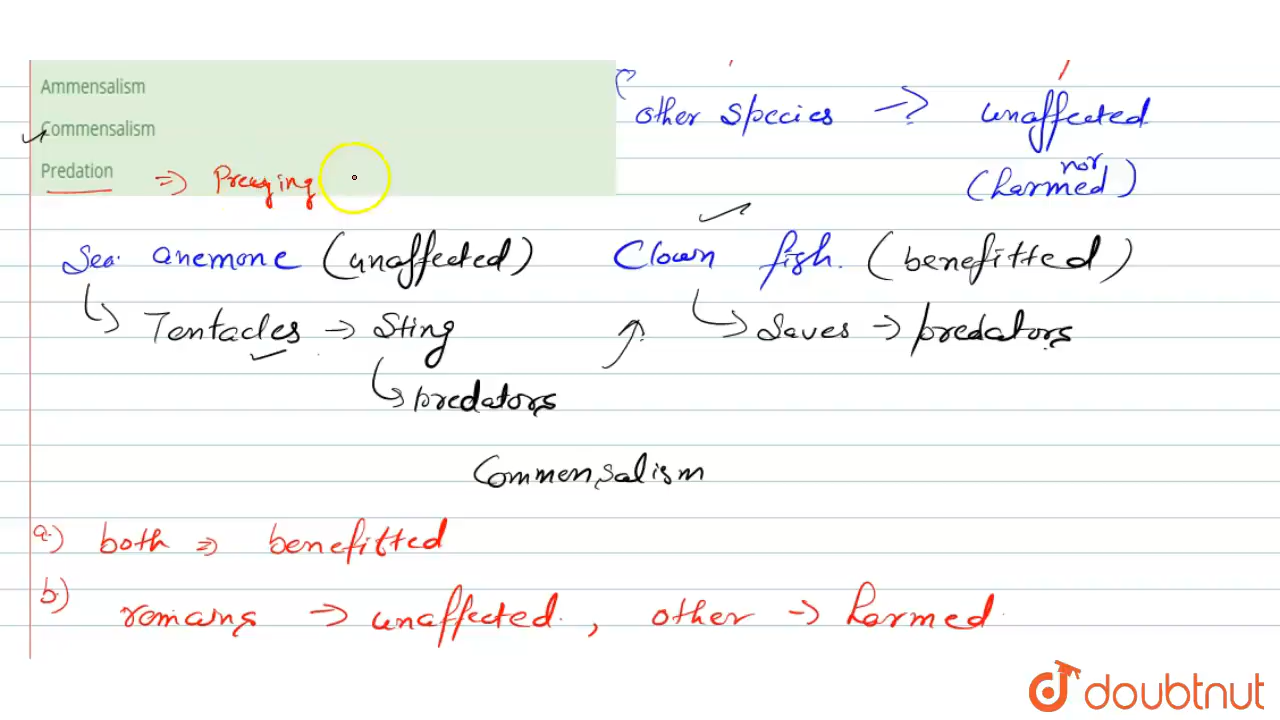 Ammensalism
Commensalism
Predation ⇒ Preying
other species → unaffected
nor
(harmed)
Sea anemone (unaffected) Clown fish. (benefitted)
Tentacles → Sting
Saves → predators
predators
Commensalism
a.) both ⇒ benefitted
b.) remains → unaffected., other → harmed.
doubtnut